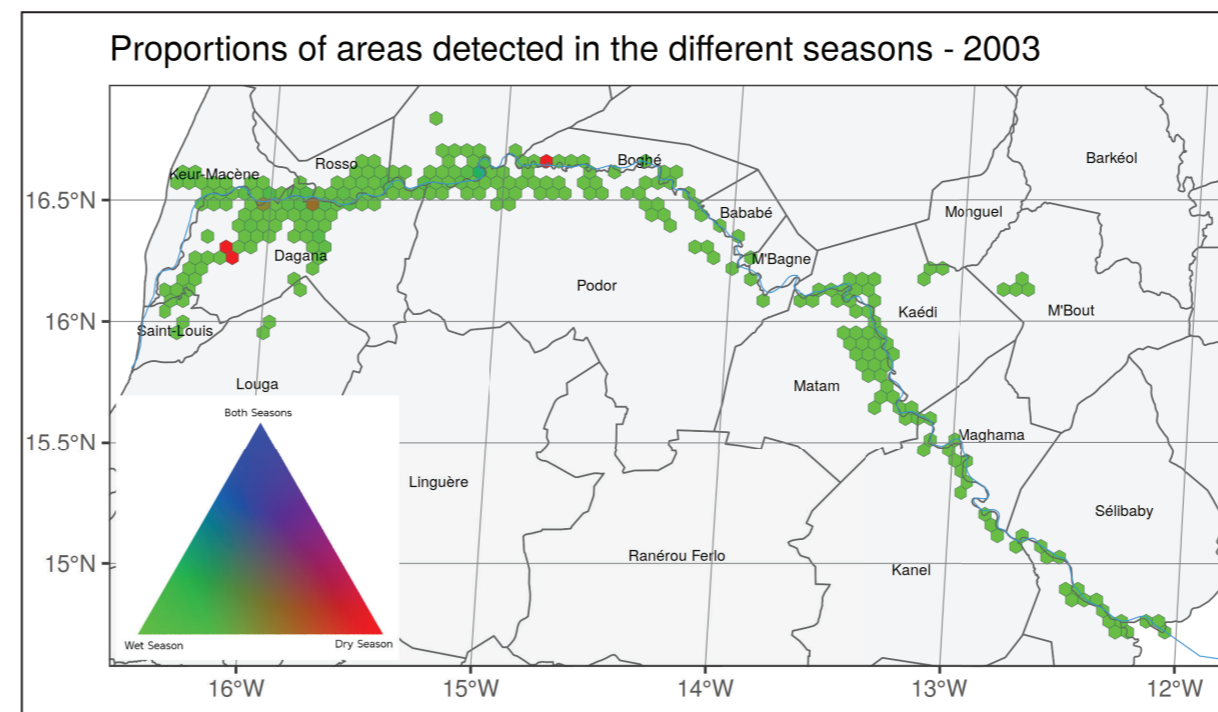 Proportions of areas detected in the different seasons - 2003
Barkéol
Rosso
Boghé
Keur-Macène
16.5°N
Bababé
Monguel
Dagana
M'Bagne
Podor
Kaédi
M'Bout
16°N
Saint-Louis
Louga
Matam
Both Seasons
15.5°N
Maghama
Linguère
Sélibaby
Ranérou Ferlo
15°N
Kanel
Wet Season
Dry Season
16°W
15°W
14°W
13°W
12°W